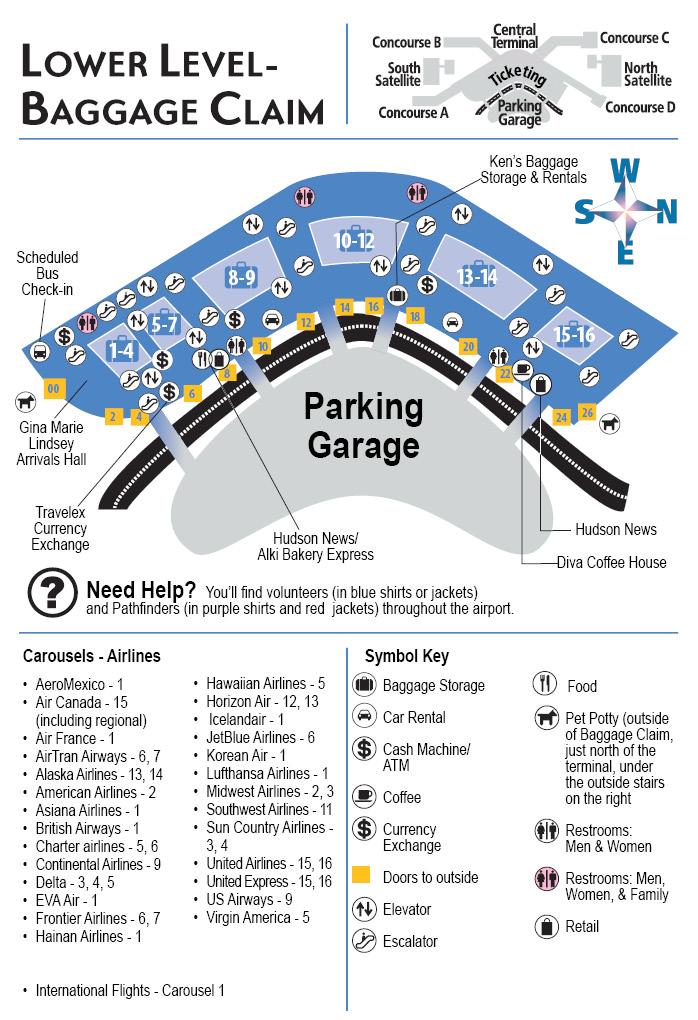 LOWER LEVEL-
BAGGAGE CLAIM
Concourse B
Central
Terminal
Concourse C
South
Satellite
Ticketing
North
Satellite
Concourse A
Parking
Garage
Concourse D
Ken's Baggage
Storage & Rentals
W
S
N
E
Scheduled
Bus
Check-in
10-12
8-9
13-14
5-7
1-4
15-16
00
2
4
6
8
10
12
14
16
18
20
22
24
26
Parking
Garage
Gina Marie
Lindsey
Arrivals Hall
Travelex
Currency
Exchange
Hudson News/
Alki Bakery Express
Hudson News
Diva Coffee House
? Need Help? You'll find volunteers (in blue shirts or jackets)
and Pathfinders (in purple shirts and red jackets) throughout the airport.
Carousels - Airlines
• AeroMexico - 1
• Air Canada - 15
(including regional)
• Air France - 1
• AirTran Airways - 6, 7
• Alaska Airlines - 13, 14
• American Airlines - 2
• Asiana Airlines - 1
• British Airways - 1
• Charter airlines - 5, 6
• Continental Airlines - 9
• Delta - 3, 4, 5
• EVA Air - 1
• Frontier Airlines - 6, 7
• Hainan Airlines - 1
• Hawaiian Airlines - 5
• Horizon Air - 12, 13
• Icelandair - 1
• JetBlue Airlines - 6
• Korean Air - 1
• Lufthansa Airlines - 1
• Midwest Airlines - 2, 3
• Southwest Airlines - 11
• Sun Country Airlines -
3, 4
• United Airlines - 15, 16
• United Express - 15, 16
• US Airways - 9
• Virgin America - 5
• International Flights - Carousel 1
Symbol Key
Baggage Storage
Car Rental
$ Cash Machine/
ATM
Coffee
$ Currency
Exchange
Doors to outside
Elevator
Escalator
Food
Pet Potty (outside
of Baggage Claim,
just north of the
terminal, under
the outside stairs
on the right
Restrooms:
Men & Women
Restrooms: Men,
Women, & Family
Retail